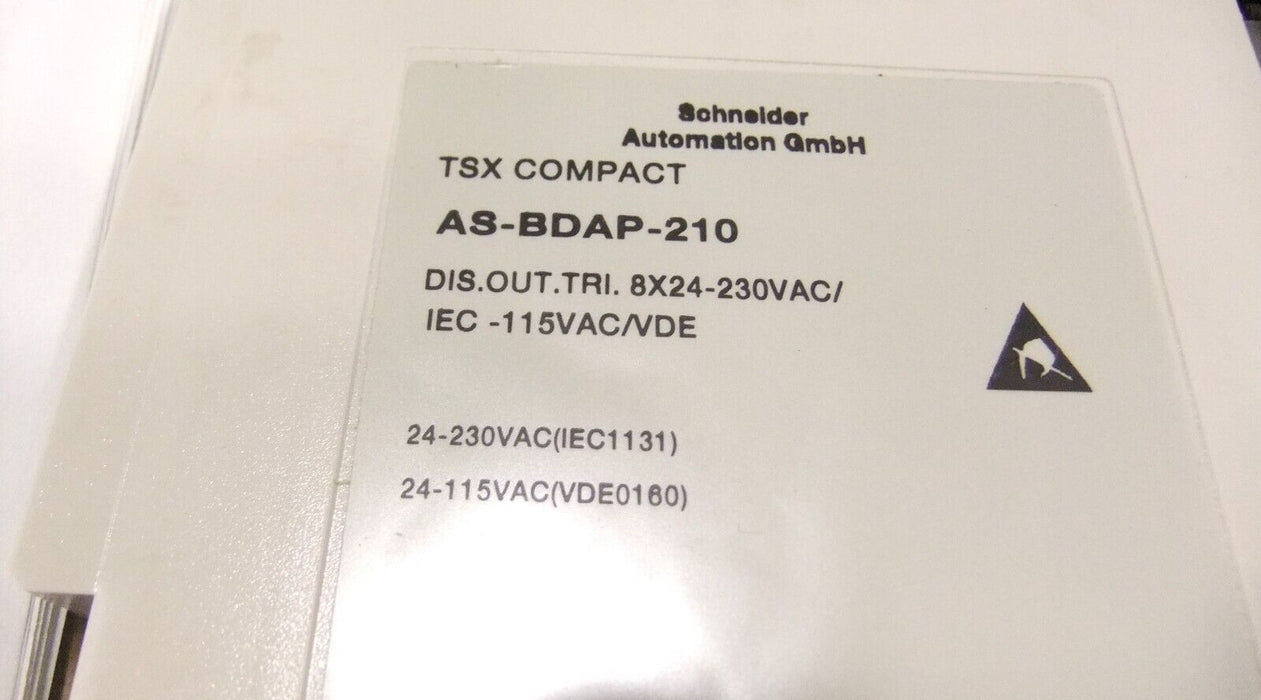 Schneider
Automation GmbH
TSX COMPACT
AS-BDAP-210
DIS.OUT.TRI. 8X24-230VAC/
IEC -115VAC/VDE
24-230VAC(IEC1131)
24-115VAC(VDE0160)